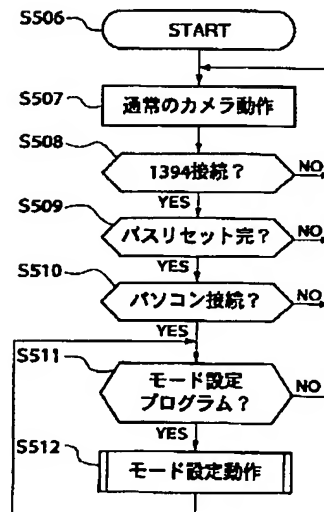 S506
START
S507
通常のカメラ動作
S508
1394接続？
NO
YES
S509
バスリセット完？
NO
YES
S510
パソコン接続？
NO
YES
S511
モード設定
プログラム？
NO
YES
S512
モード設定動作